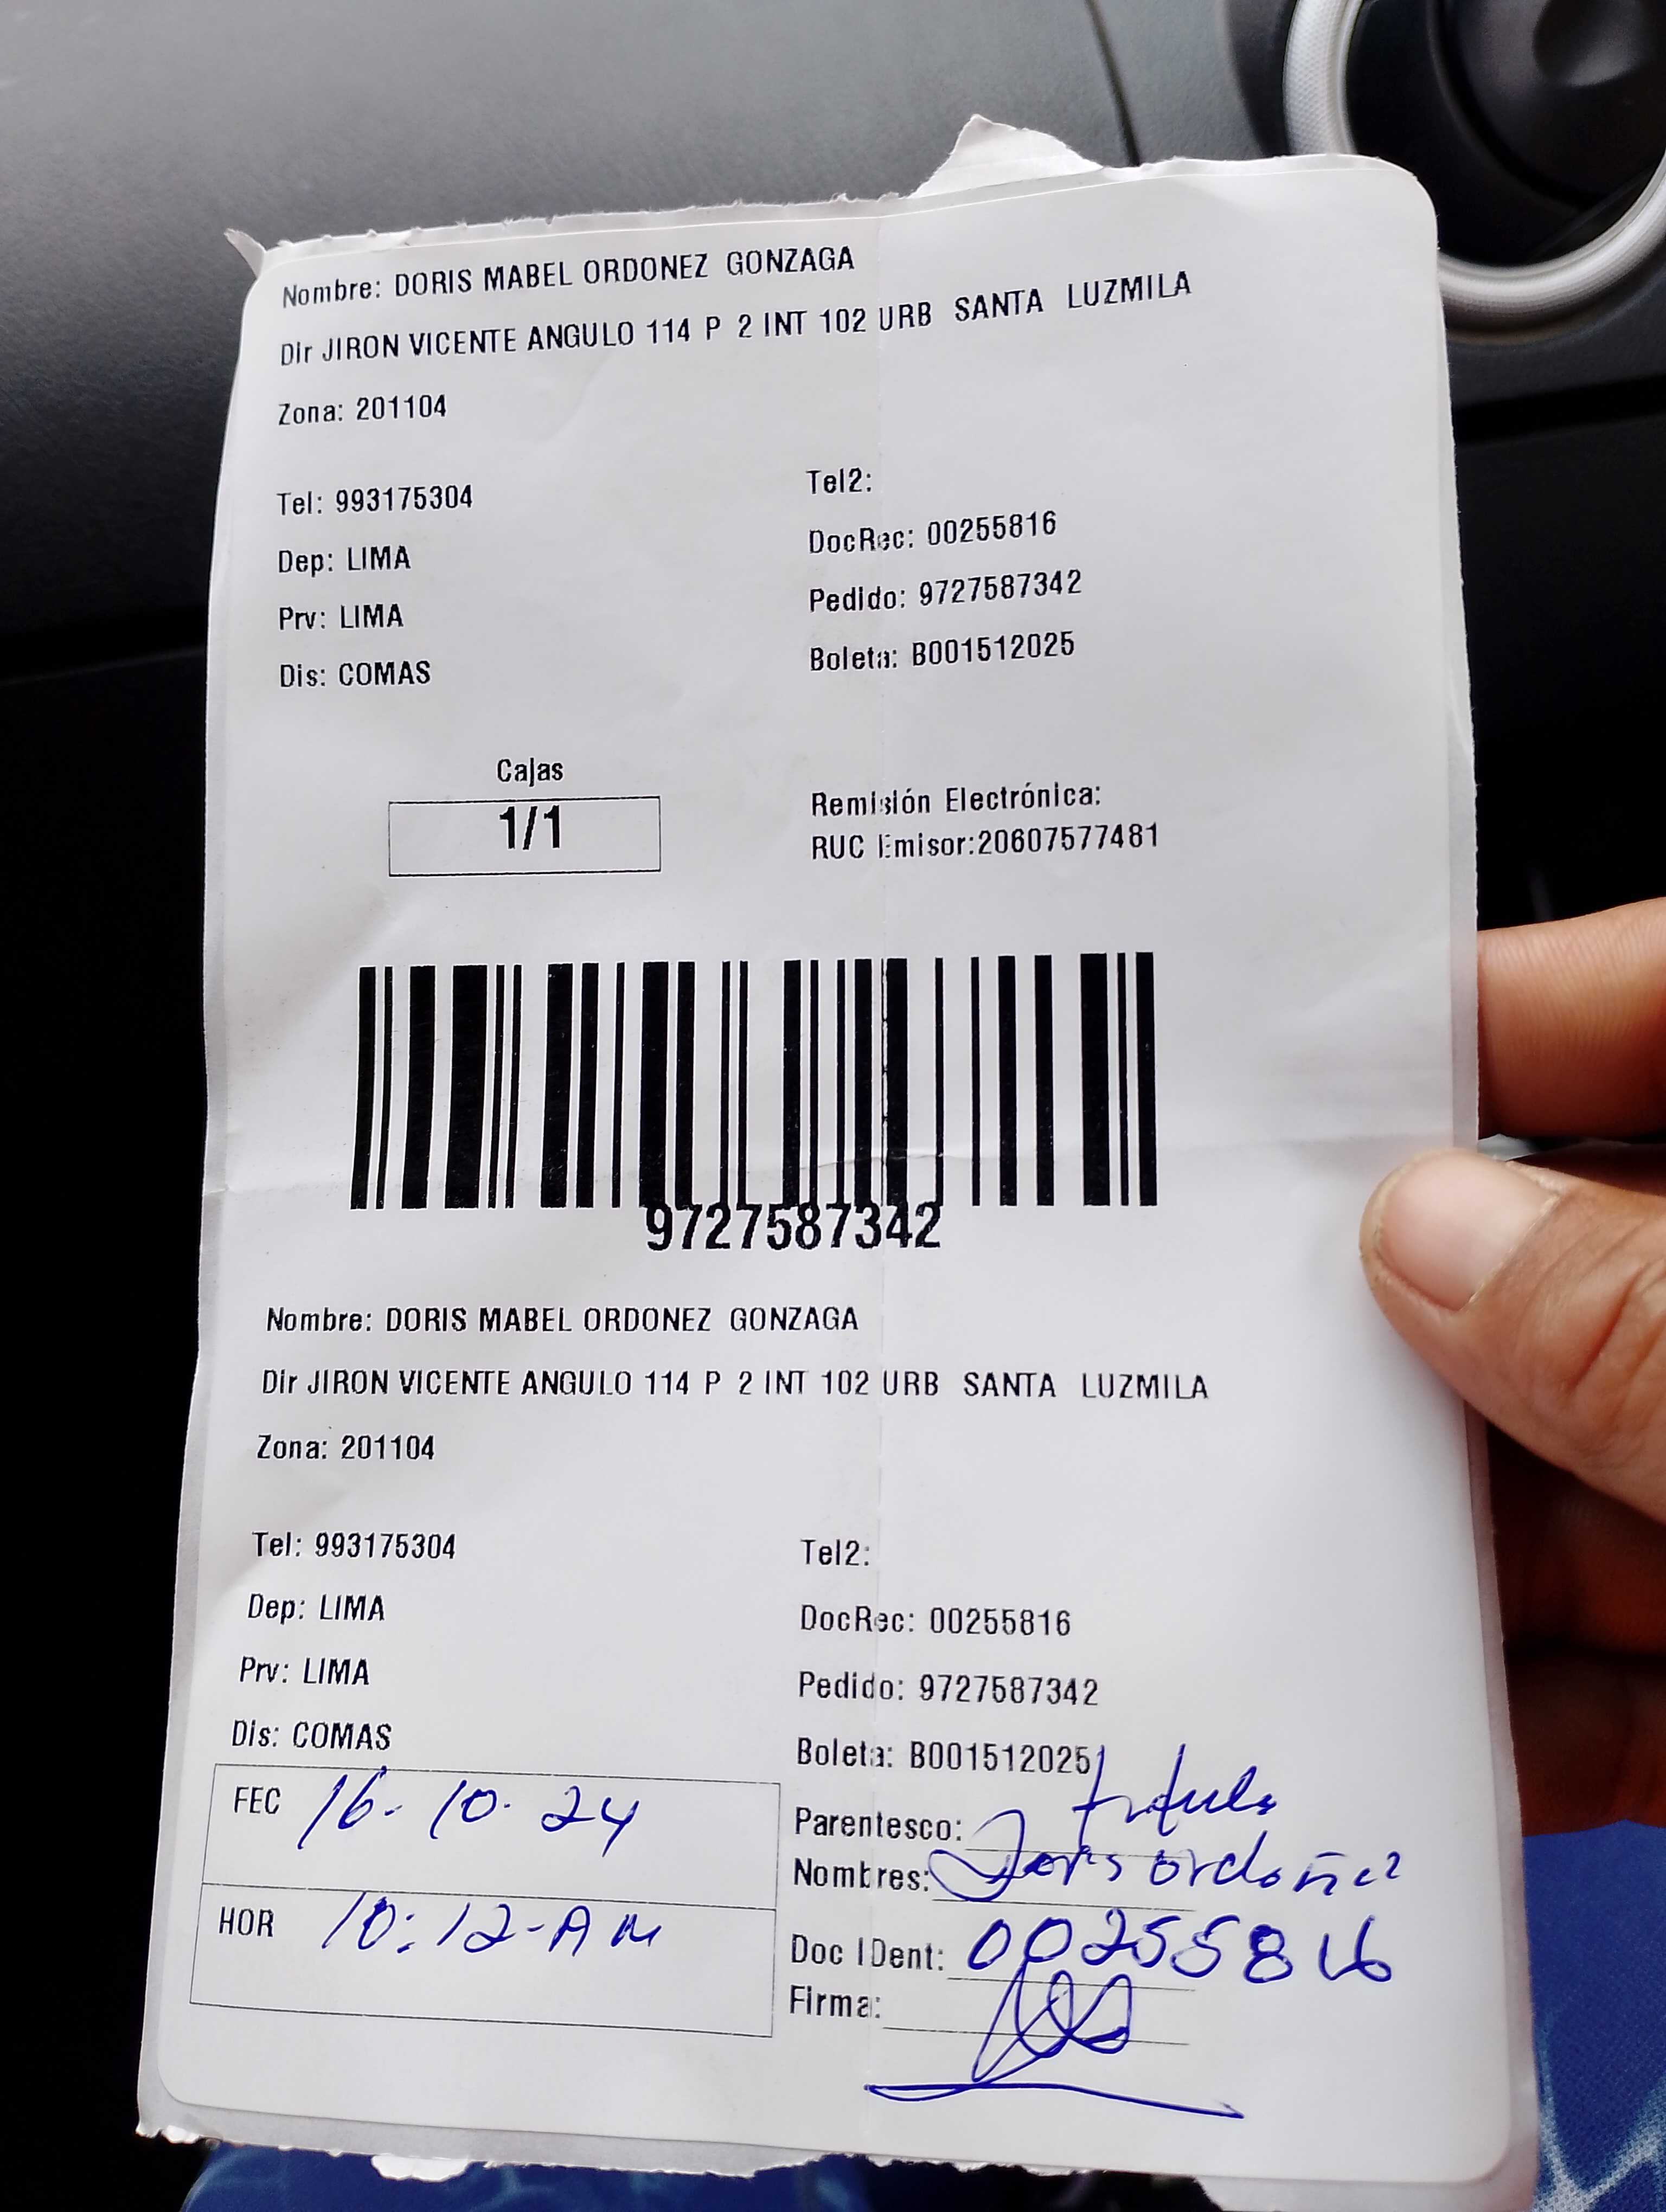 Nombre: DORIS MABEL ORDONEZ GONZAGA
Dir JIRON VICENTE ANGULO 114 P 2 INT 102 URB SANTA LUZMILA
Zona: 201104
Tel: 993175304
Tel2:
Dep: LIMA
DocRec: 00255816
Prv: LIMA
Pedido: 9727587342
Dis: COMAS
Boleta: B001512025
Cajas
1/1
Remisión Electrónica:
RUC Emisor:20607577481
9727587342
Nombre: DORIS MABEL ORDONEZ GONZAGA
Dir JIRON VICENTE ANGULO 114 P 2 INT 102 URB SANTA LUZMILA
Zona: 201104
Tel: 993175304
Tel2:
Dep: LIMA
DocRec: 00255816
Prv: LIMA
Pedido: 9727587342
Dis: COMAS
Boleta: B001512025
FEC 16-10-24
Parentesco:
Nombres: Doris ordoñez
HOR 10:12-AM
Doc IDent: 00255816
Firma: